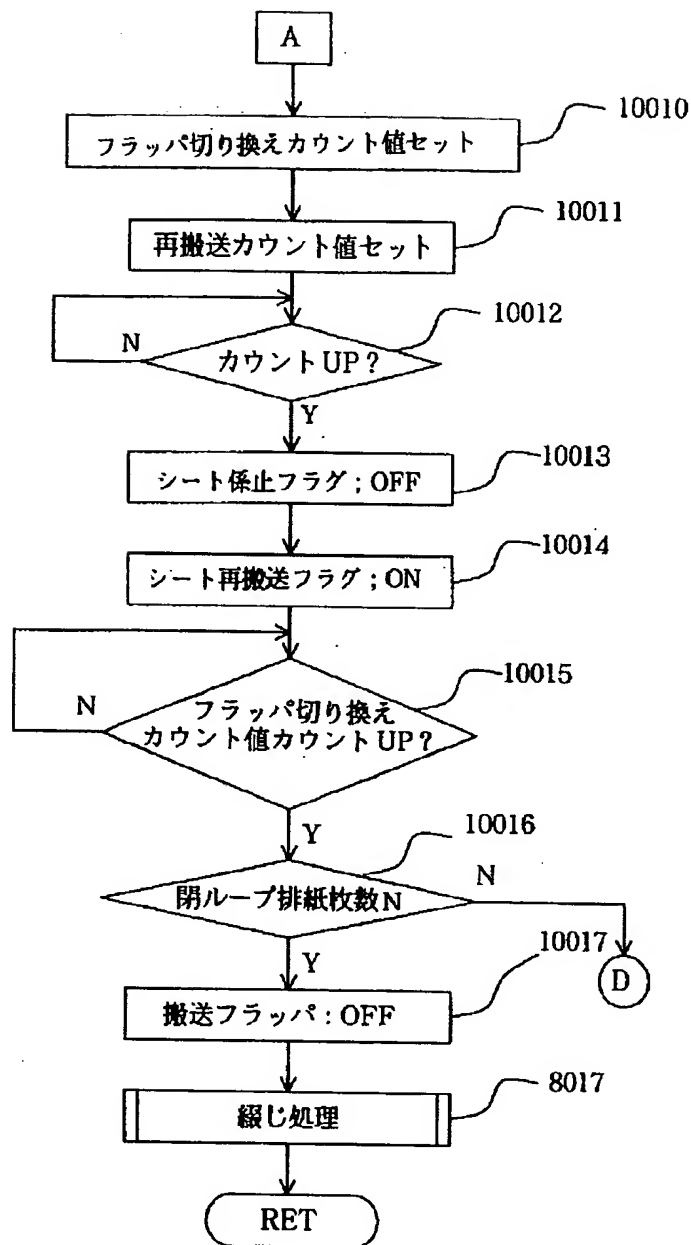 A
フラッパ切り換えカウント値セット
10010
再搬送カウント値セット
10011
カウントUP?
10012
N
Y
シート係止フラグ;OFF
10013
シート再搬送フラグ;ON
10014
フラッパ切り換え
カウント値カウントUP?
10015
N
Y
閉ループ排紙枚数N
10016
N
D
Y
搬送フラッパ:OFF
10017
綴じ処理
8017
RET